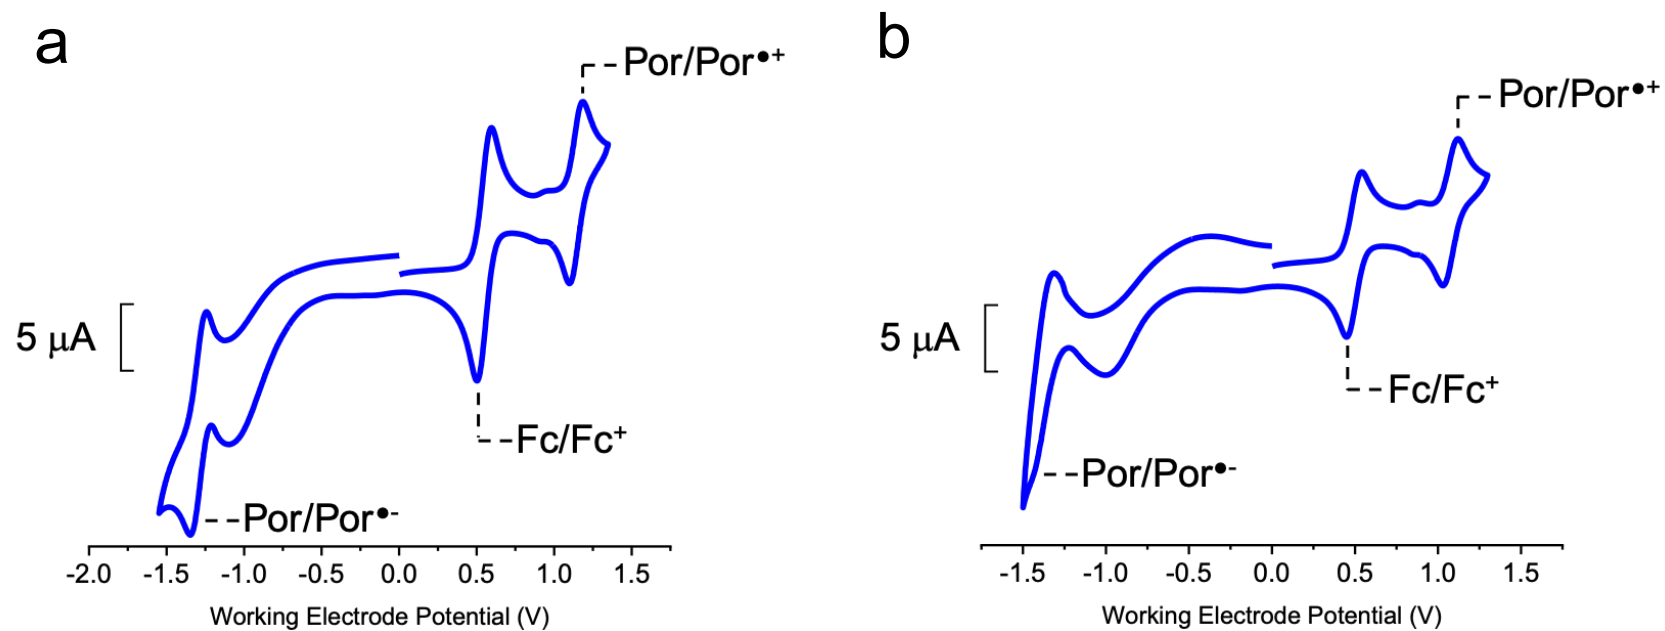 a
Por/Por•+
5 μA
Fc/Fc+
Por/Por•-
-2.0 -1.5 -1.0 -0.5 0.0 0.5 1.0 1.5
Working Electrode Potential (V)
b
Por/Por•+
5 μA
Fc/Fc+
Por/Por•-
-1.5 -1.0 -0.5 0.0 0.5 1.0 1.5
Working Electrode Potential (V)